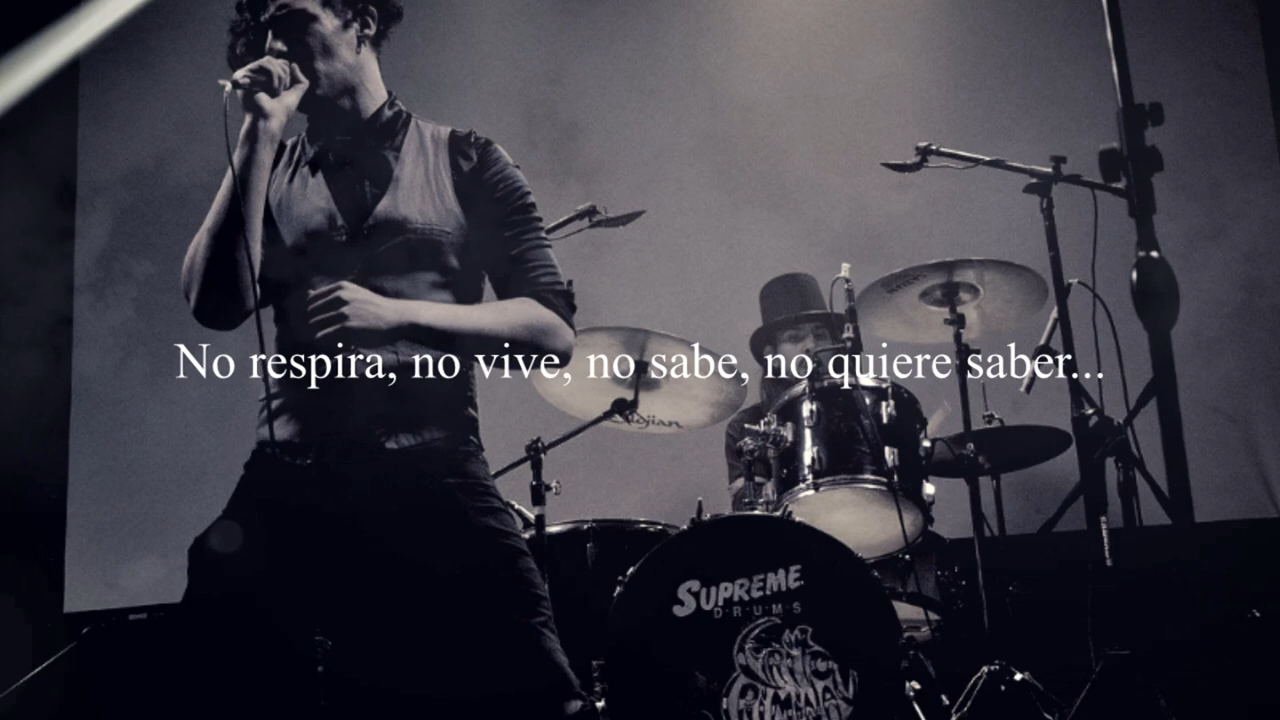 No respira, no vive, no sabe, no quiere saber...
Zildjian
SUPREME
DRUMS